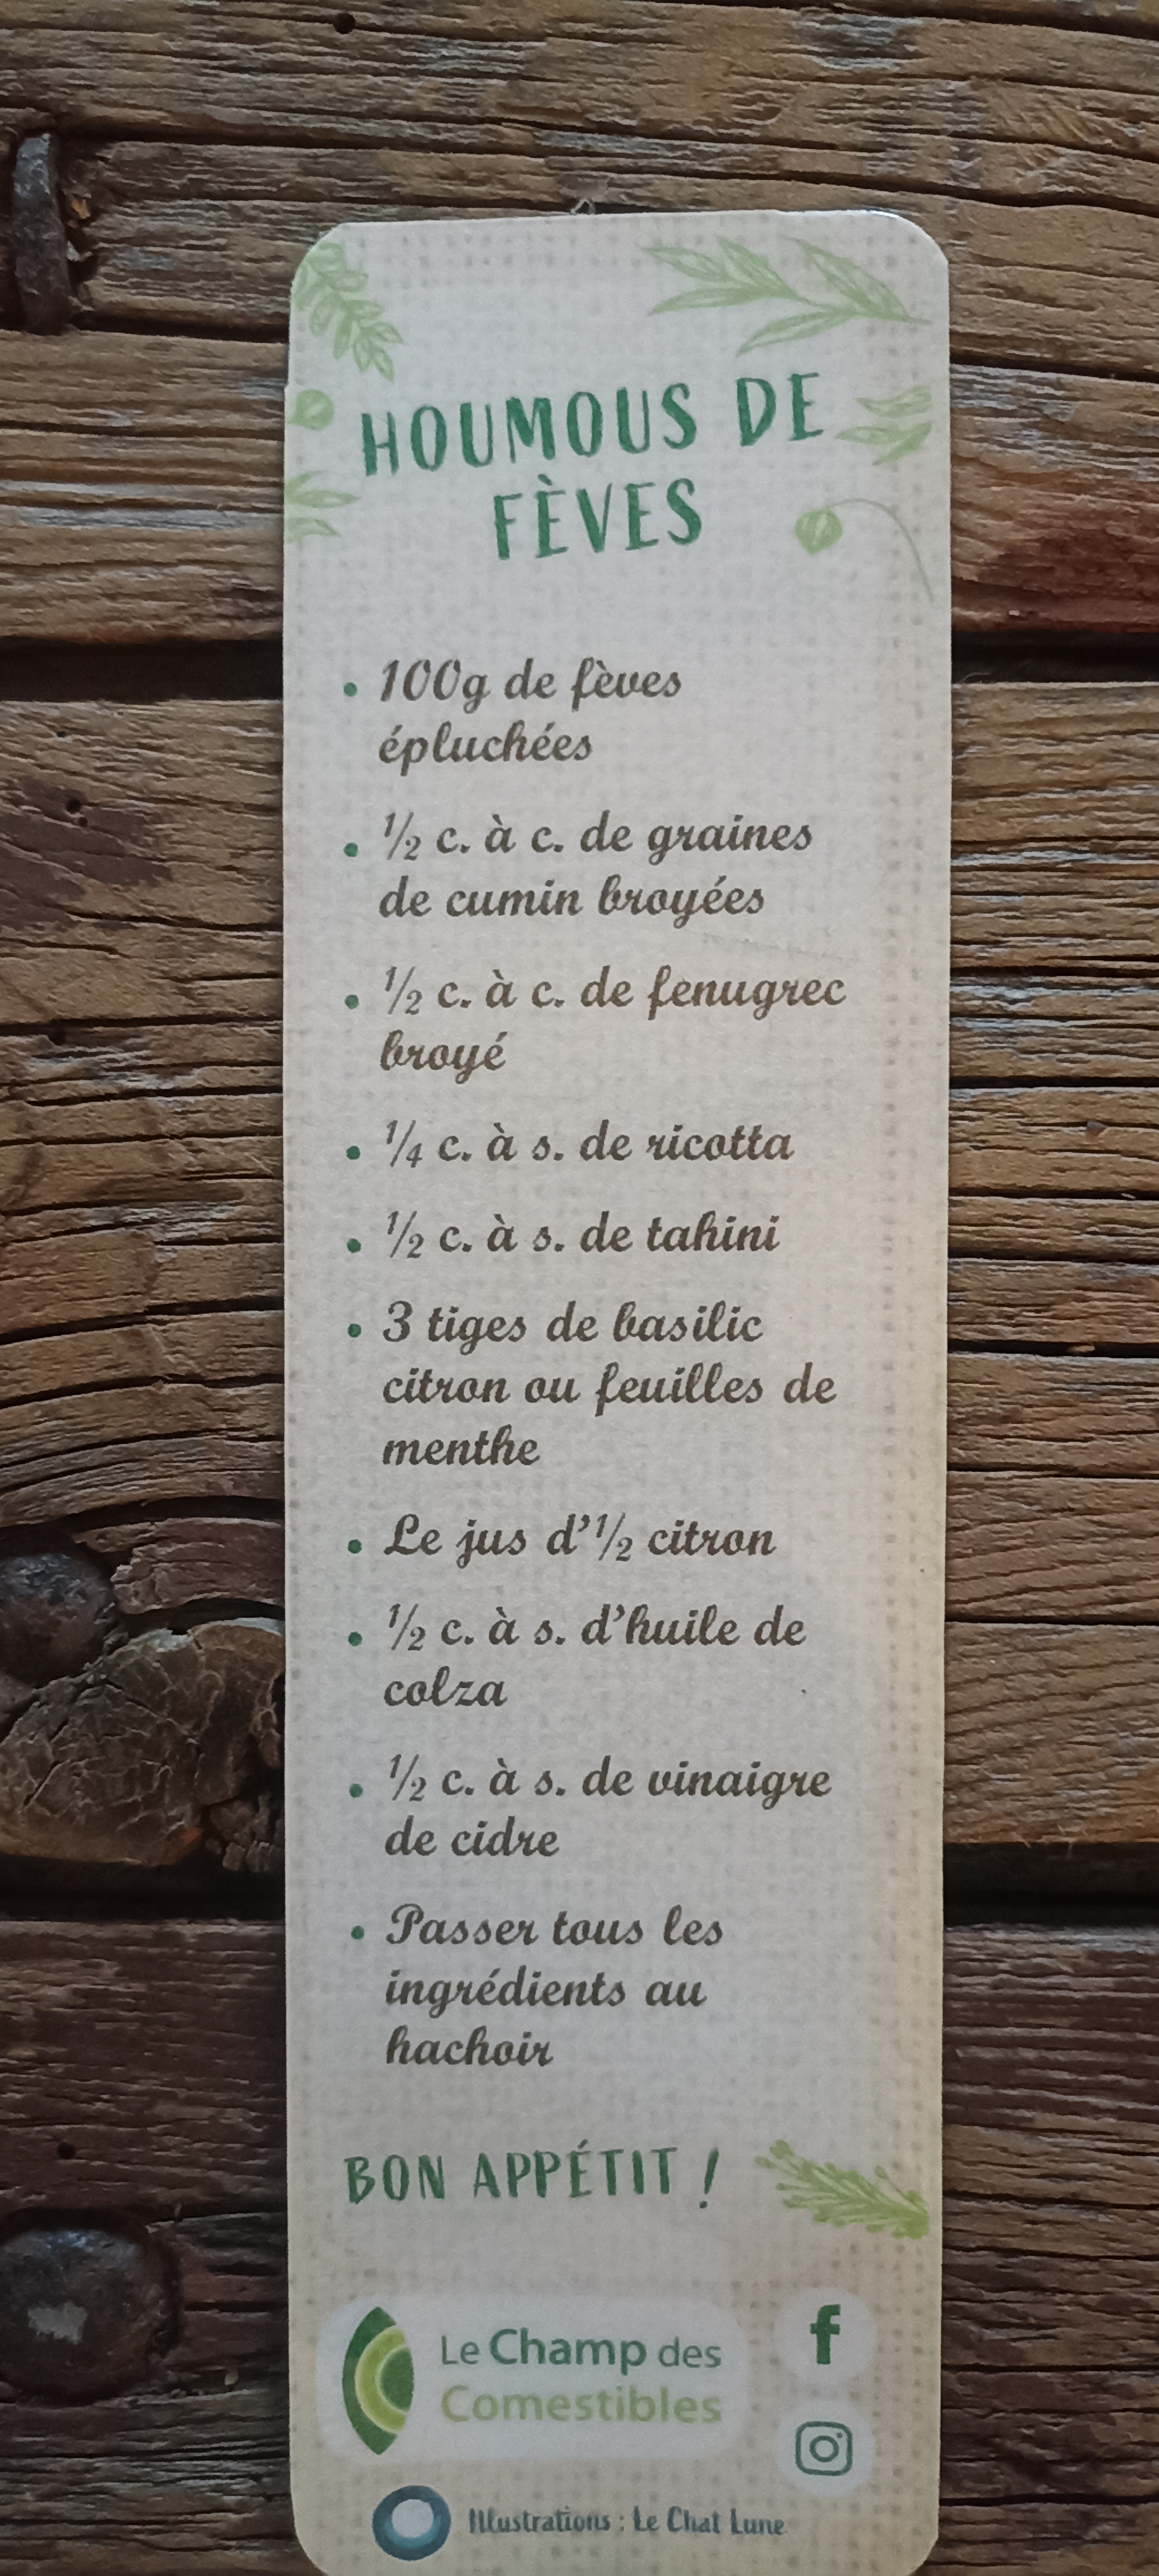 HOUMOUS DE
FÈVES
• 100g de fèves
épluchées
• ½ c. à c. de graines
de cumin broyées
• ½ c. à c. de fenugrec
broyé
• ¼ c. à s. de ricotta
• ½ c. à s. de tahini
• 3 tiges de basilic
citron ou feuilles de
menthe
• Le jus d'½ citron
• ½ c. à s. d'huile de
colza
• ½ c. à s. de vinaigre
de cidre
• Passer tous les
ingrédients au
hachoir
BON APPÉTIT !
Le Champ des
Comestibles
Illustrations : Le Chat Lune